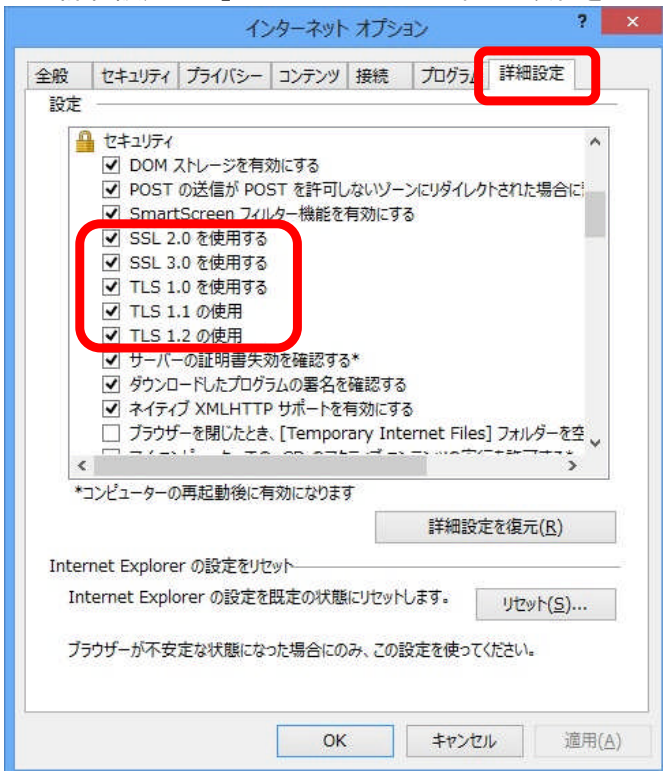 インターネット オプション
?
×
全般 セキュリティ プライバシー コンテンツ 接続 プログラム 詳細設定
設定
セキュリティ
DOM ストレージを有効にする
POST の送信が POST を許可しないゾーンにリダイレクトされた場合に
SmartScreen フィルター機能を有効にする
SSL 2.0 を使用する
SSL 3.0 を使用する
TLS 1.0 を使用する
TLS 1.1 の使用
TLS 1.2 の使用
サーバーの証明書失効を確認する*
ダウンロードしたプログラムの署名を確認する
ネイティブ XMLHTTP サポートを有効にする
ブラウザーを閉じたとき、[Temporary Internet Files] フォルダーを空
*コンピューターの再起動後に有効になります
詳細設定を復元(R)
Internet Explorer の設定をリセット
Internet Explorer の設定を既定の状態にリセットします。
リセット(S)...
ブラウザーが不安定な状態になった場合にのみ、この設定を使ってください。
OK キャンセル 適用(A)